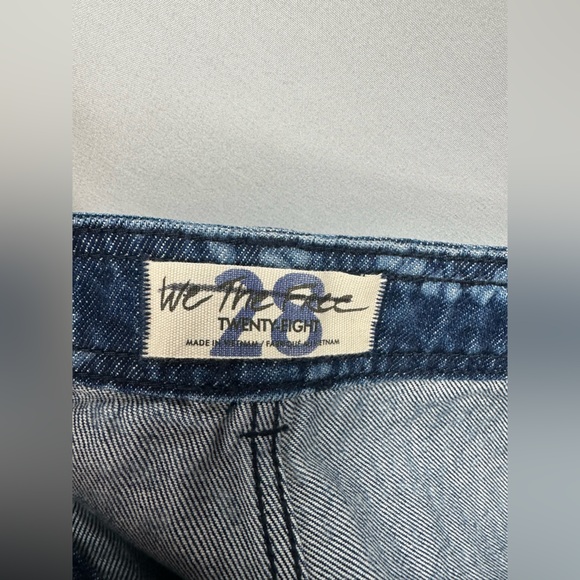 We The Free
28
TWENTY-EIGHT
MADE IN VIETNAM / FABRIQUÉ AU VIETNAM